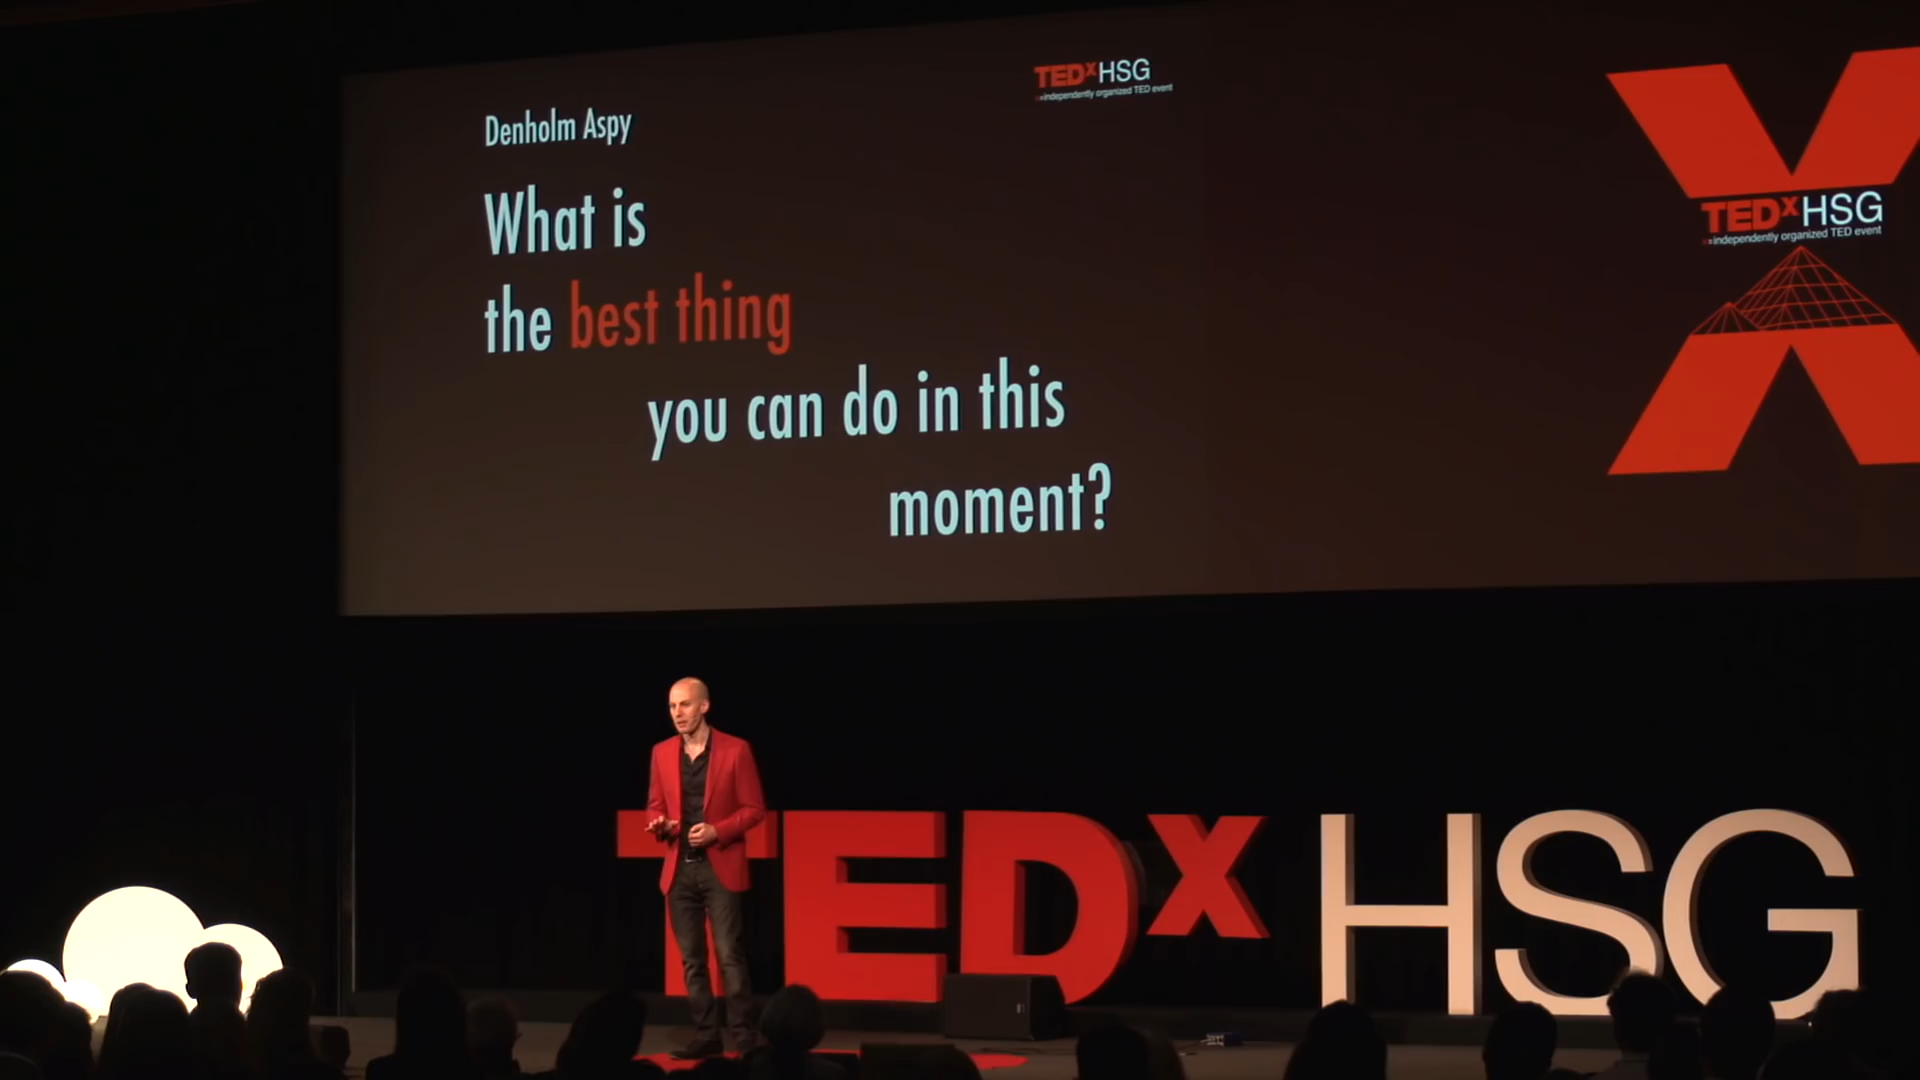 TEDxHSG
x=independently organized TED event
Denholm Aspy
What is
the best thing
you can do in this
moment?
TEDxHSG
x=independently organized TED event
TEDxHSG